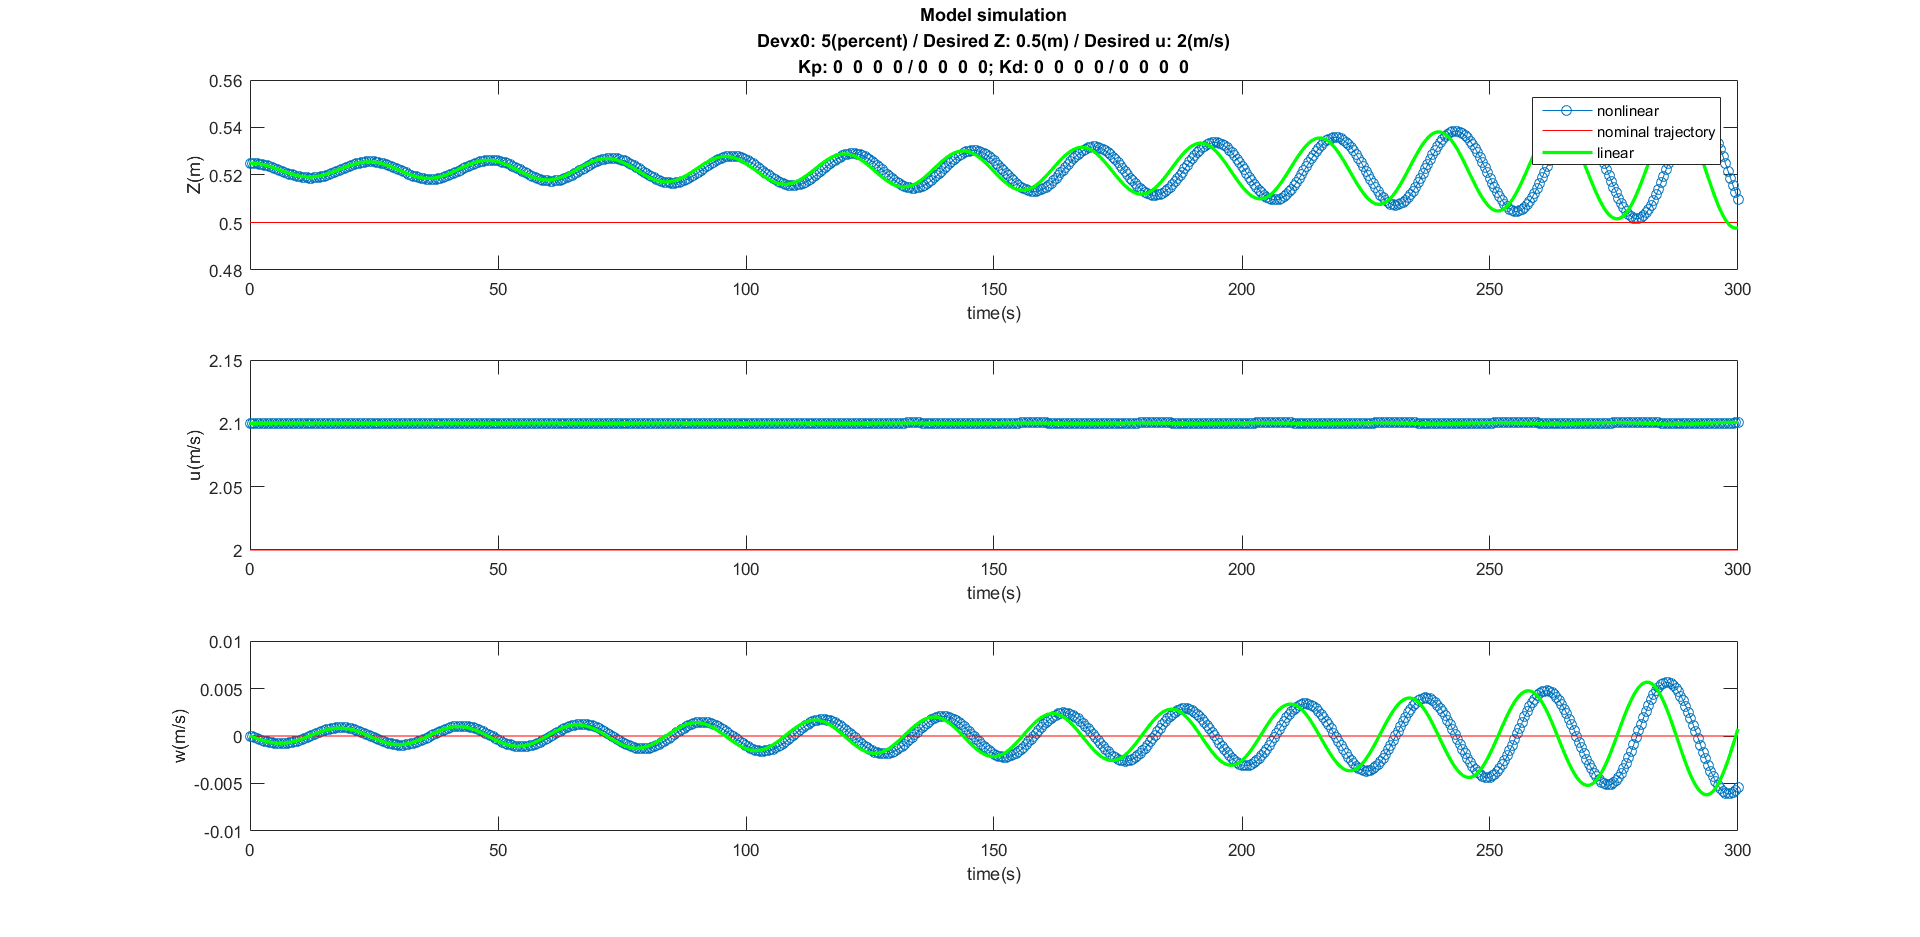 Model simulation
Devx0: 5(percent) / Desired Z: 0.5(m) / Desired u: 2(m/s)
Kp: 0 0 0 0 / 0 0 0 0; Kd: 0 0 0 0 / 0 0 0 0
0.56
0.54
0.52
0.5
0.48
Z(m)
nonlinear
nominal trajectory
linear
0 50 100 150 200 250 300
time(s)
2.15
2.1
2.05
2
u(m/s)
0 50 100 150 200 250 300
time(s)
0.01
0.005
0
-0.005
-0.01
w(m/s)
0 50 100 150 200 250 300
time(s)